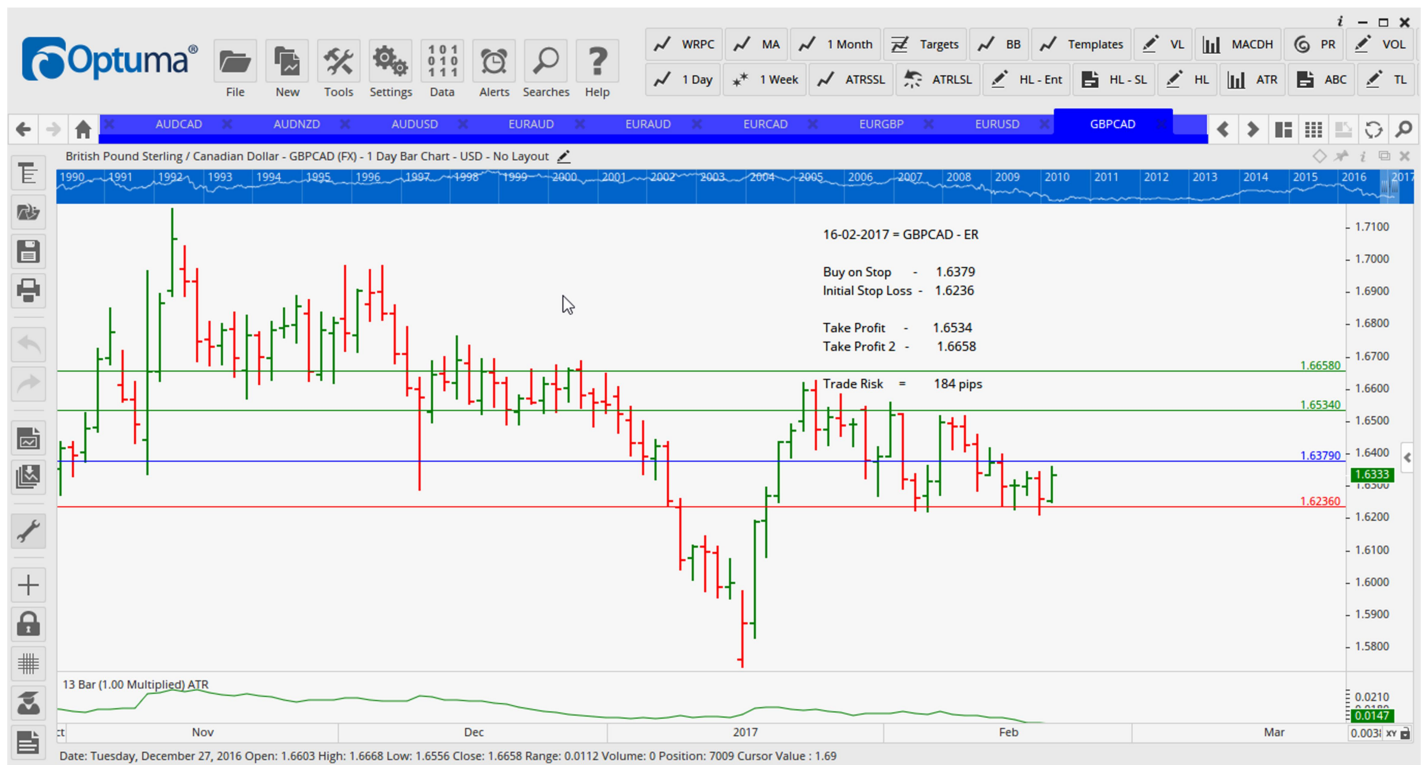 Optuma®
File New Tools Settings Data Alerts Searches Help
WRPC MA 1 Month Targets BB Templates VL MACDH PR VOL
1 Day 1 Week ATRSSL ATRLSL HL - Ent HL - SL HL ATR ABC TL
AUDCAD AUDNZD AUDUSD EURAUD EURAUD EURCAD EURGBP EURUSD GBPCAD
British Pound Sterling / Canadian Dollar - GBPCAD (FX) - 1 Day Bar Chart - USD - No Layout
1990 1991 1992 1993 1994 1995 1996 1997 1998 1999 2000 2001 2002 2003 2004 2005 2006 2007 2008 2009 2010 2011 2012 2013 2014 2015 2016 2017
16-02-2017 = GBPCAD - ER
Buy on Stop - 1.6379
Initial Stop Loss - 1.6236
Take Profit - 1.6534
Take Profit 2 - 1.6658
Trade Risk = 184 pips
1.66580
1.65340
1.63790
1.62360
1.7100
1.7000
1.6900
1.6800
1.6700
1.6600
1.6500
1.6400
1.6333
1.6300
1.6200
1.6100
1.6000
1.5900
1.5800
13 Bar (1.00 Multiplied) ATR
0.0210
0.0147
ct Nov Dec 2017 Feb Mar
XY
Date: Tuesday, December 27, 2016 Open: 1.6603 High: 1.6668 Low: 1.6556 Close: 1.6658 Range: 0.0112 Volume: 0 Position: 7009 Cursor Value : 1.69